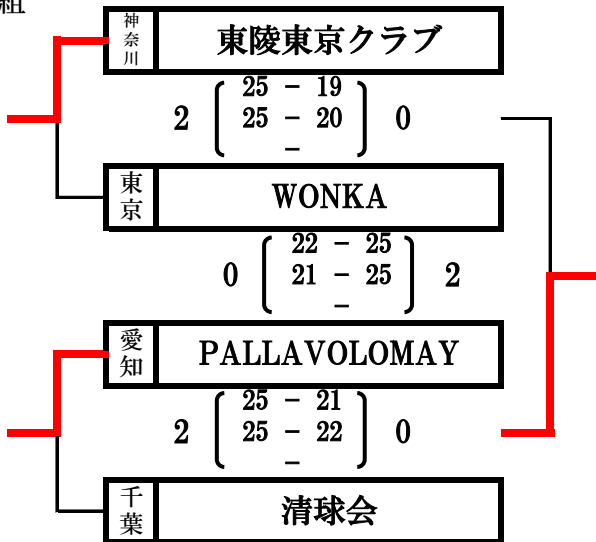 組
神奈川 東陵東京クラブ
2 25 - 19 0
25 - 20
-
東京 WONKA
0 22 - 25 2
21 - 25
-
愛知 PALLAVOLOMAY
2 25 - 21 0
25 - 22
-
千葉 清球会